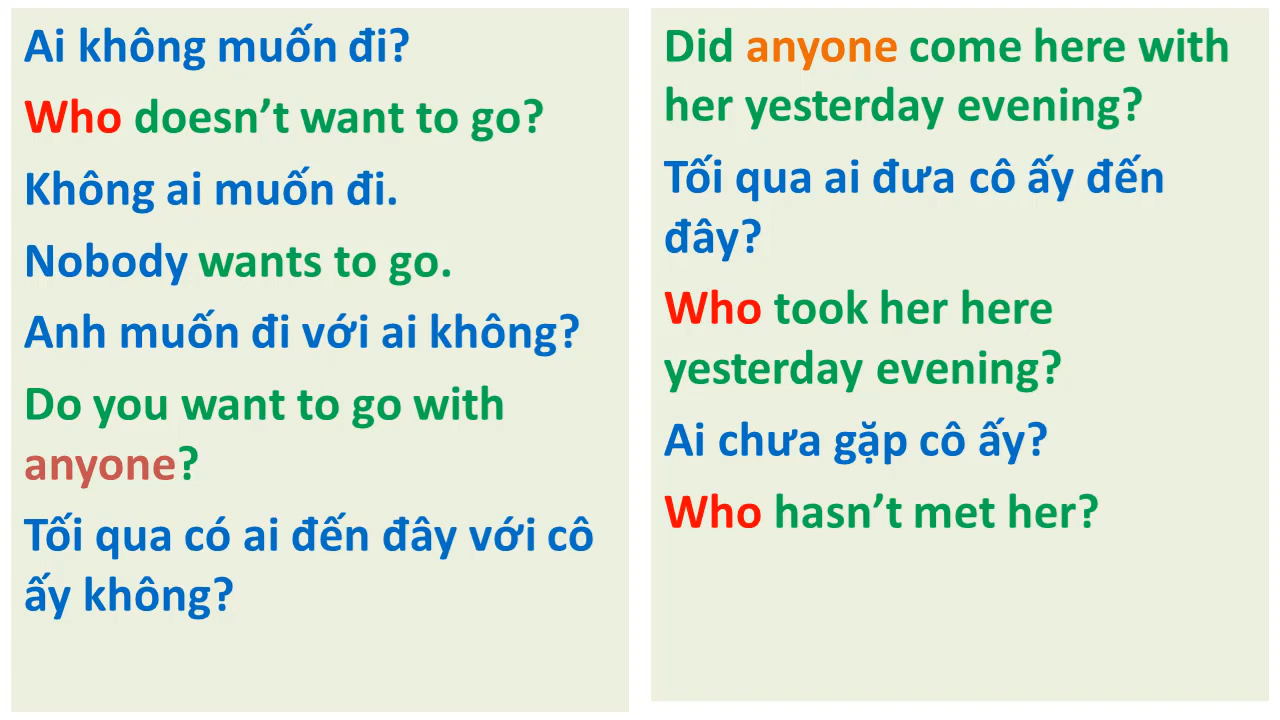 Ai không muốn đi?
Who doesn’t want to go?
Không ai muốn đi.
Nobody wants to go.
Anh muốn đi với ai không?
Do you want to go with
anyone?
Tối qua có ai đến đây với cô
ấy không?
Did anyone come here with
her yesterday evening?
Tối qua ai đưa cô ấy đến
đây?
Who took her here
yesterday evening?
Ai chưa gặp cô ấy?
Who hasn’t met her?